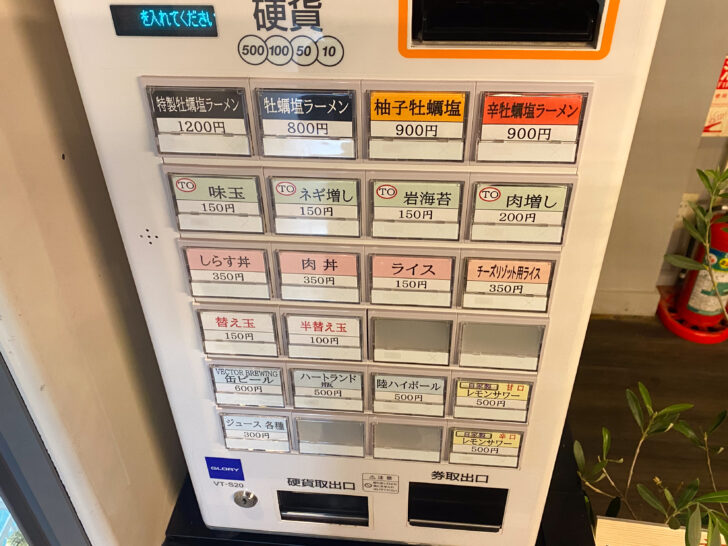 を入れてください
硬貨
500 100 50 10
特製牡蠣塩ラーメン
1200円
牡蠣塩ラーメン
800円
柚子牡蠣塩
900円
辛牡蠣塩ラーメン
900円
TO 味玉
150円
TO ネギ増し
150円
TO 岩海苔
150円
TO 肉増し
200円
しらす丼
350円
肉丼
350円
ライス
150円
チーズリゾット用ライス
350円
替え玉
150円
半替え玉
100円
VECTOR BREWING
缶ビール
600円
ハートランド
500円
陸ハイボール
500円
自家製 甘口
レモンサワー
500円
ジュース 各種
300円
自家製 辛口
レモンサワー
500円
GLORY
VT-S20
硬貨取出口
注意
券取出口